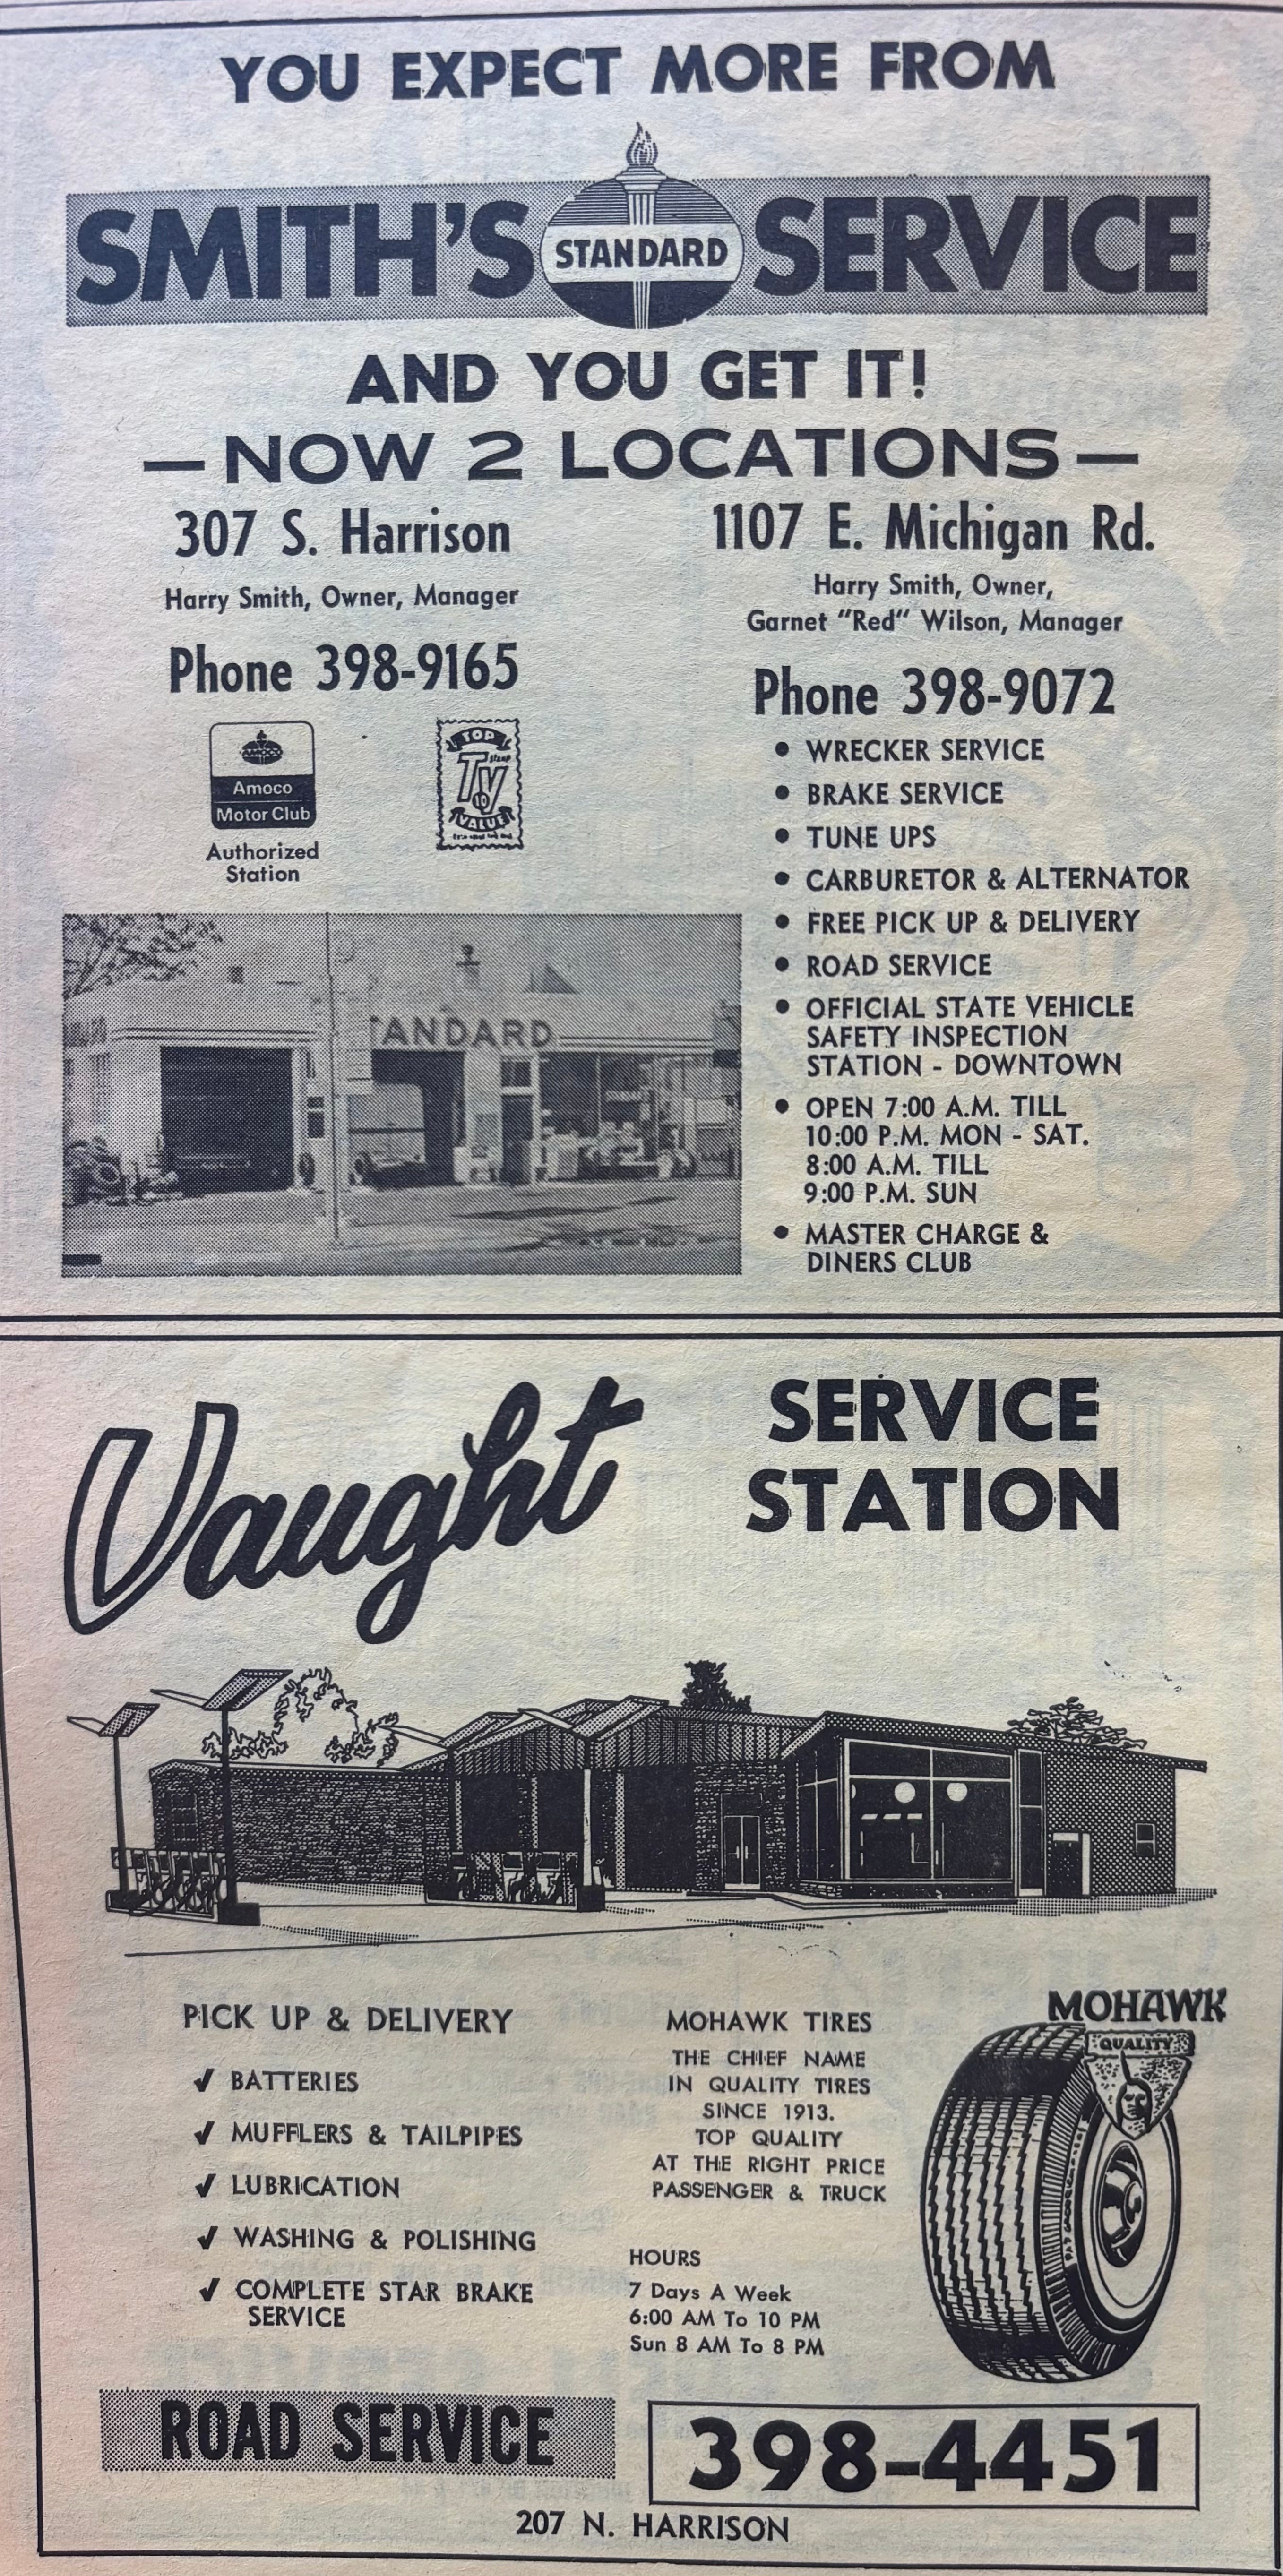 YOU EXPECT MORE FROM
SMITH'S STANDARD SERVICE
AND YOU GET IT!
— NOW 2 LOCATIONS —
307 S. Harrison
Harry Smith, Owner, Manager
Phone 398-9165
Amoco
Motor Club
Authorized
Station
TOP
TV
VALUE
ANDARD
1107 E. Michigan Rd.
Harry Smith, Owner,
Garnet "Red" Wilson, Manager
Phone 398-9072
• WRECKER SERVICE
• BRAKE SERVICE
• TUNE UPS
• CARBURETOR & ALTERNATOR
• FREE PICK UP & DELIVERY
• ROAD SERVICE
• OFFICIAL STATE VEHICLE
SAFETY INSPECTION
STATION - DOWNTOWN
• OPEN 7:00 A.M. TILL
10:00 P.M. MON - SAT.
8:00 A.M. TILL
9:00 P.M. SUN
• MASTER CHARGE &
DINERS CLUB
Vaught SERVICE
STATION
PICK UP & DELIVERY
✓ BATTERIES
✓ MUFFLERS & TAILPIPES
✓ LUBRICATION
✓ WASHING & POLISHING
✓ COMPLETE STAR BRAKE
SERVICE
MOHAWK TIRES
THE CHIEF NAME
IN QUALITY TIRES
SINCE 1913.
TOP QUALITY
AT THE RIGHT PRICE
PASSENGER & TRUCK
HOURS
7 Days A Week
6:00 AM To 10 PM
Sun 8 AM To 8 PM
MOHAWK
QUALITY
ROAD SERVICE
398-4451
207 N. HARRISON